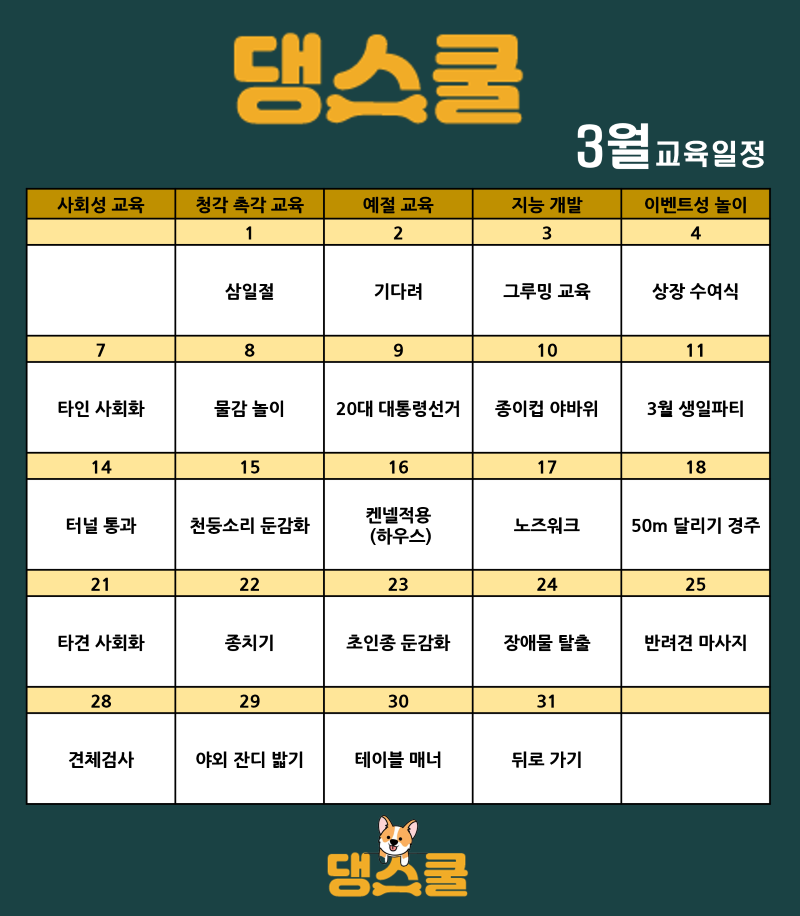 댕스쿨
3월 교육일정
사회성 교육 청각 촉각 교육 예절 교육 지능 개발 이벤트성 놀이
1 2 3 4
삼일절 기다려 그루밍 교육 상장 수여식
7 8 9 10 11
타인 사회화 물감 놀이 20대 대통령선거 종이컵 야바위 3월 생일파티
14 15 16 17 18
터널 통과 천둥소리 둔감화 켄넬적용 노즈워크 50m 달리기 경주
(하우스)
21 22 23 24 25
타견 사회화 종치기 초인종 둔감화 장애물 탈출 반려견 마사지
28 29 30 31
견체검사 야외 잔디 밟기 테이블 매너 뒤로 가기
댕스쿨